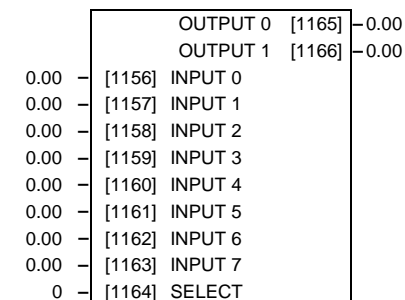 OUTPUT 0 [1165] – 0.00
OUTPUT 1 [1166] – 0.00
0.00 – [1156] INPUT 0
0.00 – [1157] INPUT 1
0.00 – [1158] INPUT 2
0.00 – [1159] INPUT 3
0.00 – [1160] INPUT 4
0.00 – [1161] INPUT 5
0.00 – [1162] INPUT 6
0.00 – [1163] INPUT 7
0 – [1164] SELECT